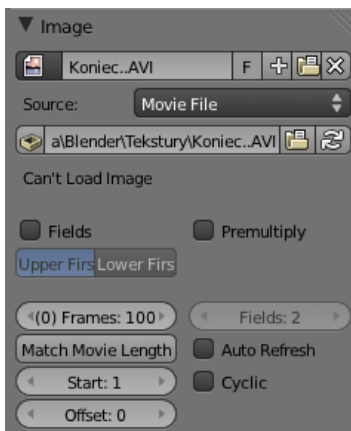 Image
Koniec..AVI F
Source: Movie File
a\Blender\Tekstury\Koniec..AVI
Can't Load Image
Fields Premultiply
Upper Firs Lower Firs
(0) Frames: 100 Fields: 2
Match Movie Length Auto Refresh
Start: 1 Cyclic
Offset: 0